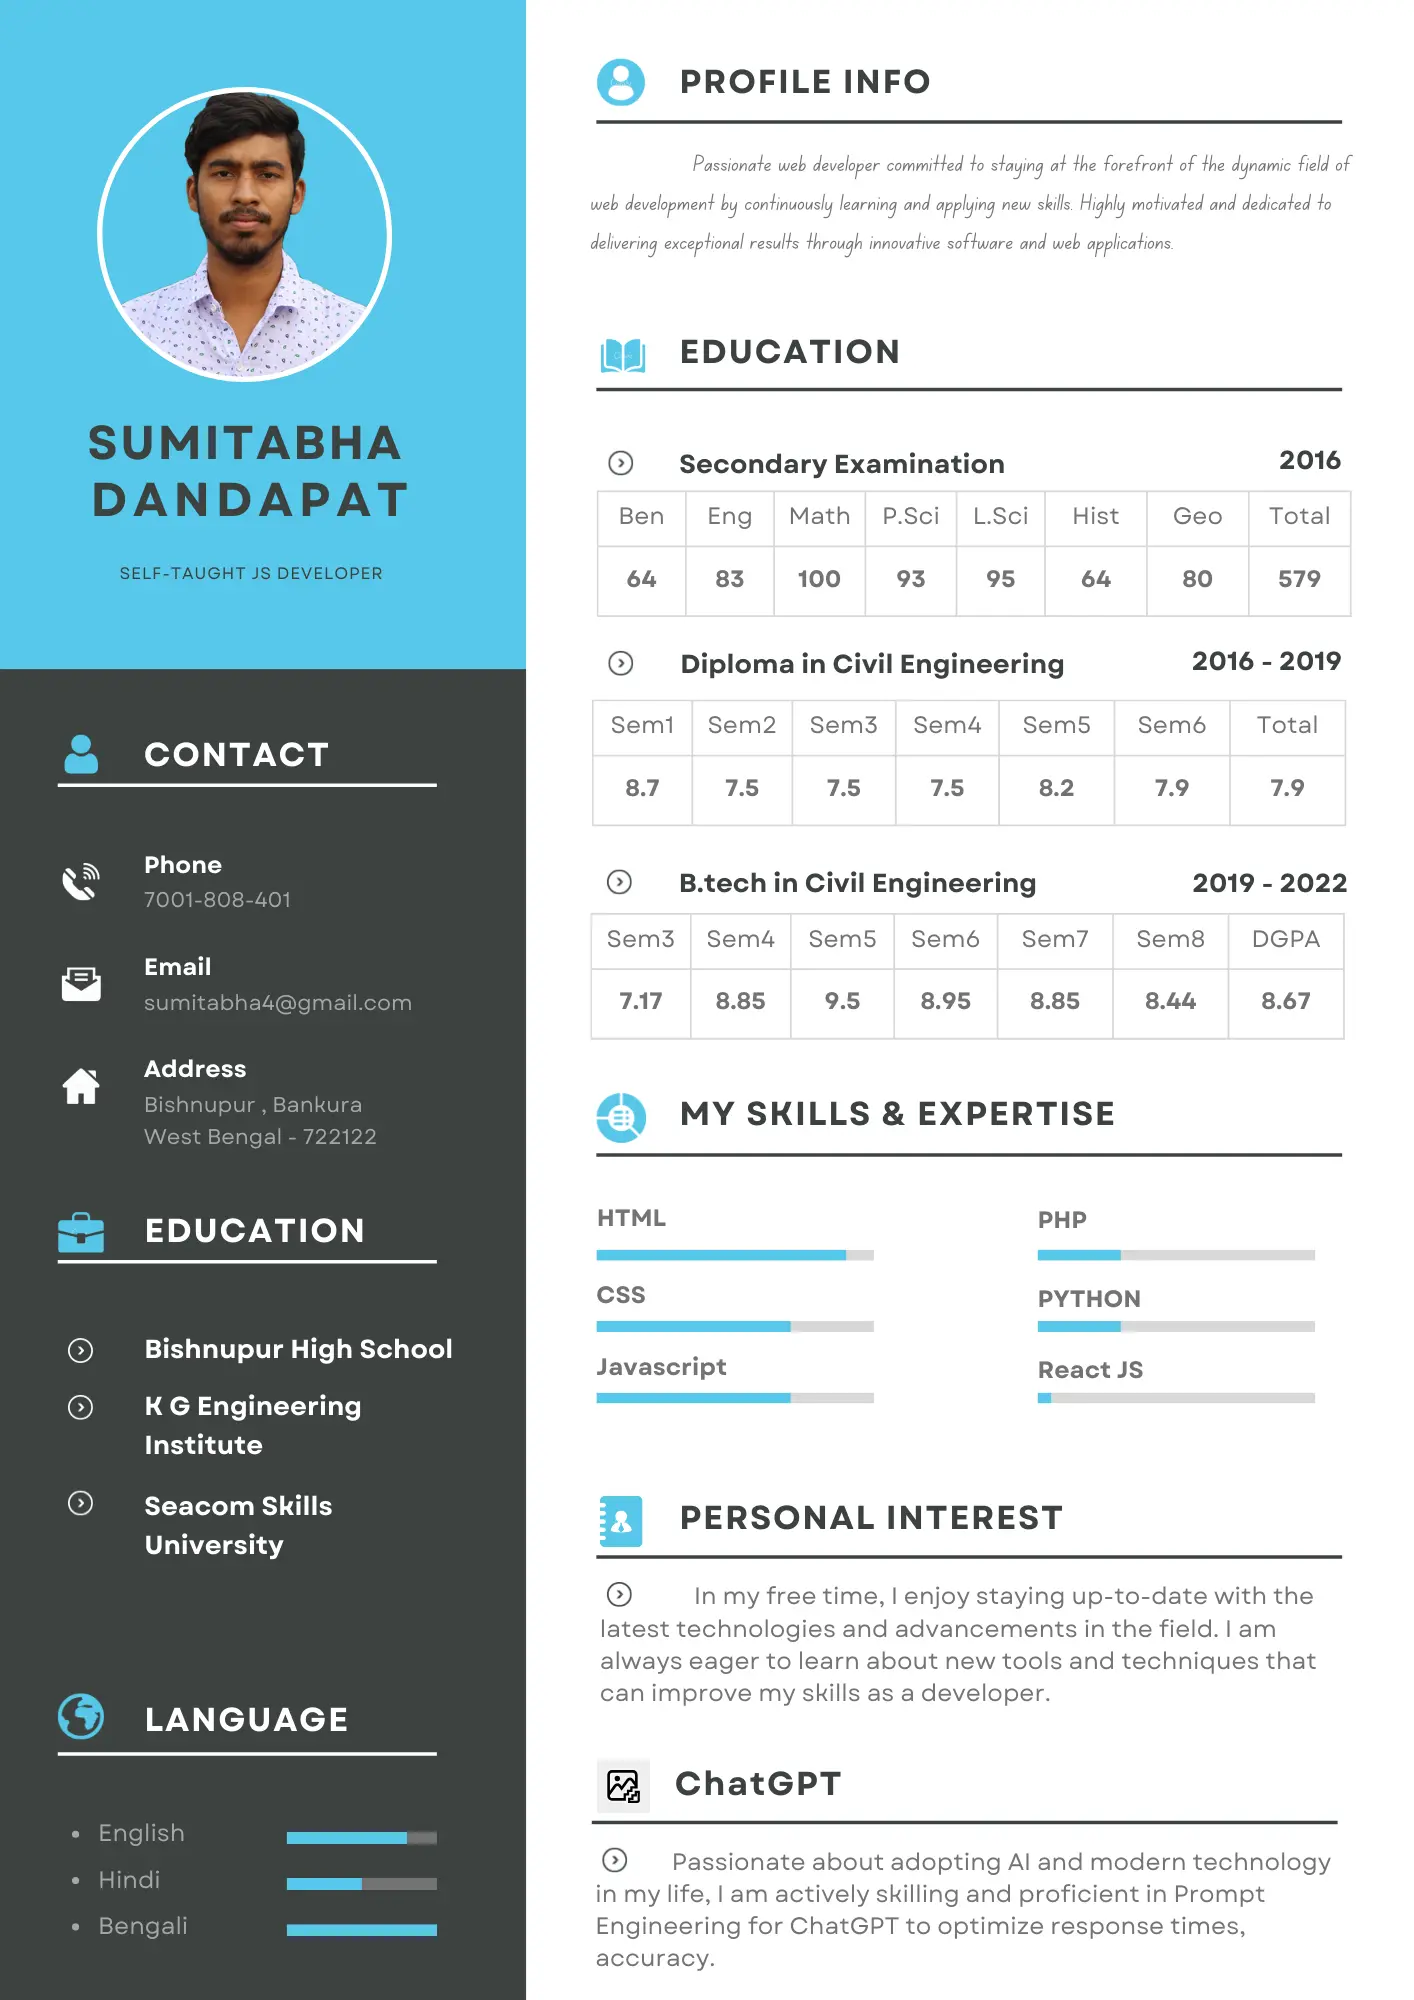 SUMITABHA
DANDAPAT
SELF-TAUGHT JS DEVELOPER
CONTACT
Phone
7001-808-401
Email
sumitabha4@gmail.com
Address
Bishnupur , Bankura
West Bengal - 722122
EDUCATION
Bishnupur High School
K G Engineering
Institute
Seacom Skills
University
LANGUAGE
• English
• Hindi
• Bengali
PROFILE INFO
Passionate web developer committed to staying at the forefront of the dynamic field of
web development by continuously learning and applying new skills. Highly motivated and dedicated to
delivering exceptional results through innovative software and web applications.
EDUCATION
Secondary Examination 2016
Ben Eng Math P.Sci L.Sci Hist Geo Total
64 83 100 93 95 64 80 579
Diploma in Civil Engineering 2016 - 2019
Sem1 Sem2 Sem3 Sem4 Sem5 Sem6 Total
8.7 7.5 7.5 7.5 8.2 7.9 7.9
B.tech in Civil Engineering 2019 - 2022
Sem3 Sem4 Sem5 Sem6 Sem7 Sem8 DGPA
7.17 8.85 9.5 8.95 8.85 8.44 8.67
MY SKILLS & EXPERTISE
HTML PHP
CSS PYTHON
Javascript React JS
PERSONAL INTEREST
In my free time, I enjoy staying up-to-date with the
latest technologies and advancements in the field. I am
always eager to learn about new tools and techniques that
can improve my skills as a developer.
ChatGPT
Passionate about adopting AI and modern technology
in my life, I am actively skilling and proficient in Prompt
Engineering for ChatGPT to optimize response times,
accuracy.